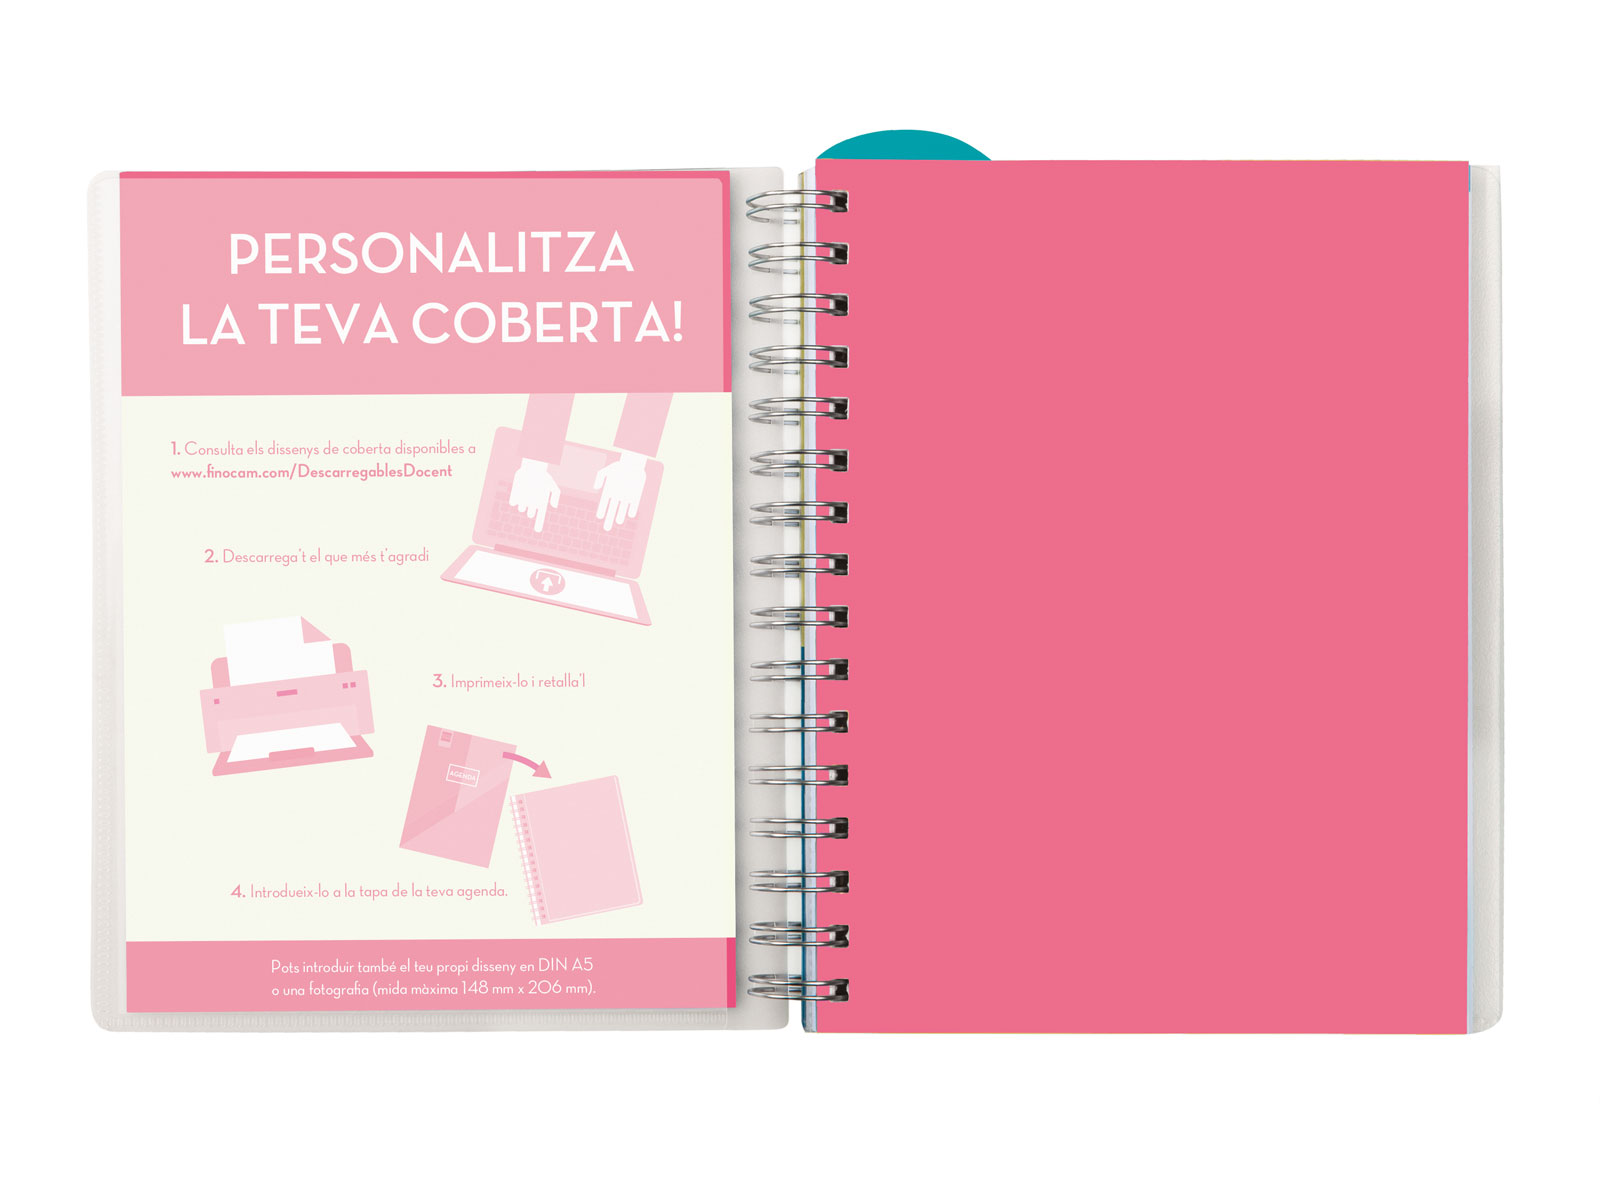 PERSONALITZA
LA TEVA COBERTA!
1. Consulta els dissenys de coberta disponibles a
www.finocam.com/DescarregablesDocent
2. Descarrega't el que més t'agradi
3. Imprimeix-lo i retalla'l
AGENDA
4. Introdueix-lo a la tapa de la teva agenda.
Pots introduir també el teu propi disseny en DIN A5
o una fotografia (mida màxima 148 mm x 206 mm).